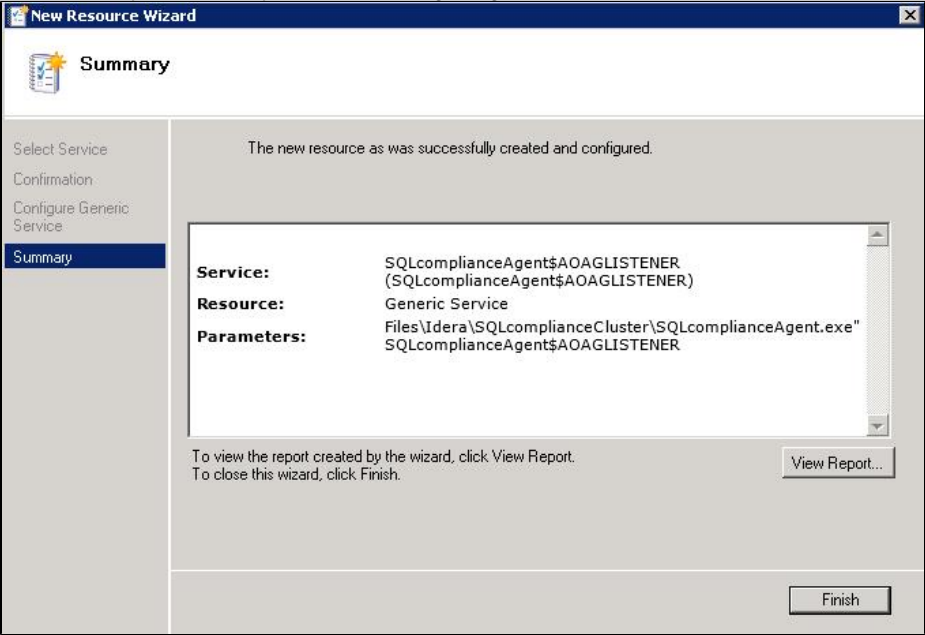 New Resource Wizard
Summary
Select Service
Confirmation
Configure Generic
Service
Summary
The new resource as was successfully created and configured.
Service:
SQLcomplianceAgent$AOAGLISTENER
(SQLcomplianceAgent$AOAGLISTENER)
Resource:
Generic Service
Parameters:
Files\Idera\SQLcomplianceCluster\SQLcomplianceAgent.exe"
SQLcomplianceAgent$AOAGLISTENER
To view the report created by the wizard, click View Report.
To close this wizard, click Finish.
View Report...
Finish